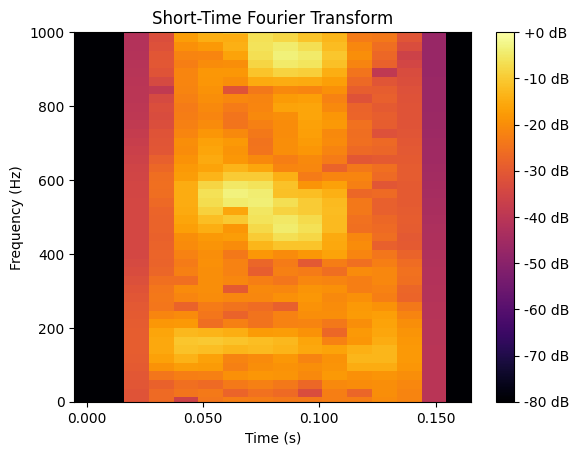 Short-Time Fourier Transform
1000
800
600
400
200
0
Frequency (Hz)
0.000
0.050
0.100
0.150
Time (s)
+0 dB
-10 dB
-20 dB
-30 dB
-40 dB
-50 dB
-60 dB
-70 dB
-80 dB